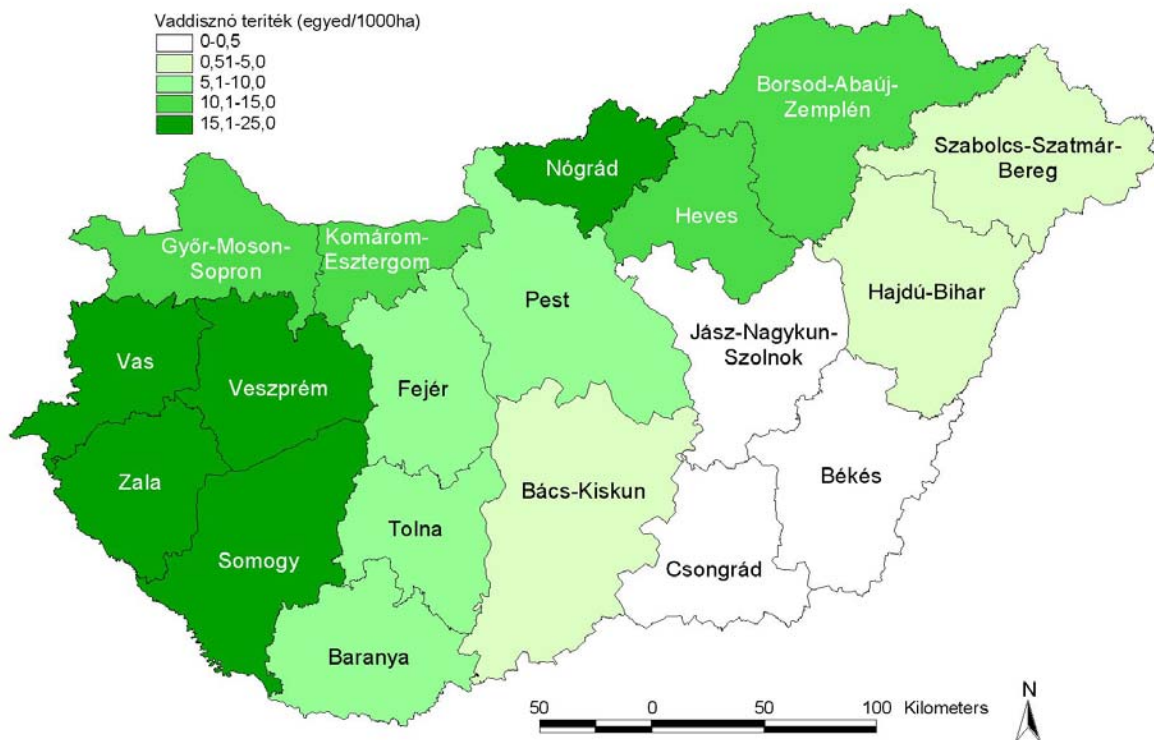 Vaddisznó teríték (egyed/1000ha)
0-0,5
0,51-5,0
5,1-10,0
10,1-15,0
15,1-25,0
Borsod-Abaúj-
Zemplén
Szabolcs-Szatmár-
Bereg
Nógrád
Heves
Győr-Moson-
Sopron
Komárom-
Esztergom
Pest
Hajdú-Bihar
Jász-Nagykun-
Szolnok
Vas
Veszprém
Fejér
Zala
Bács-Kiskun
Békés
Tolna
Somogy
Csongrád
Baranya
50 0 50 100 Kilometers
N